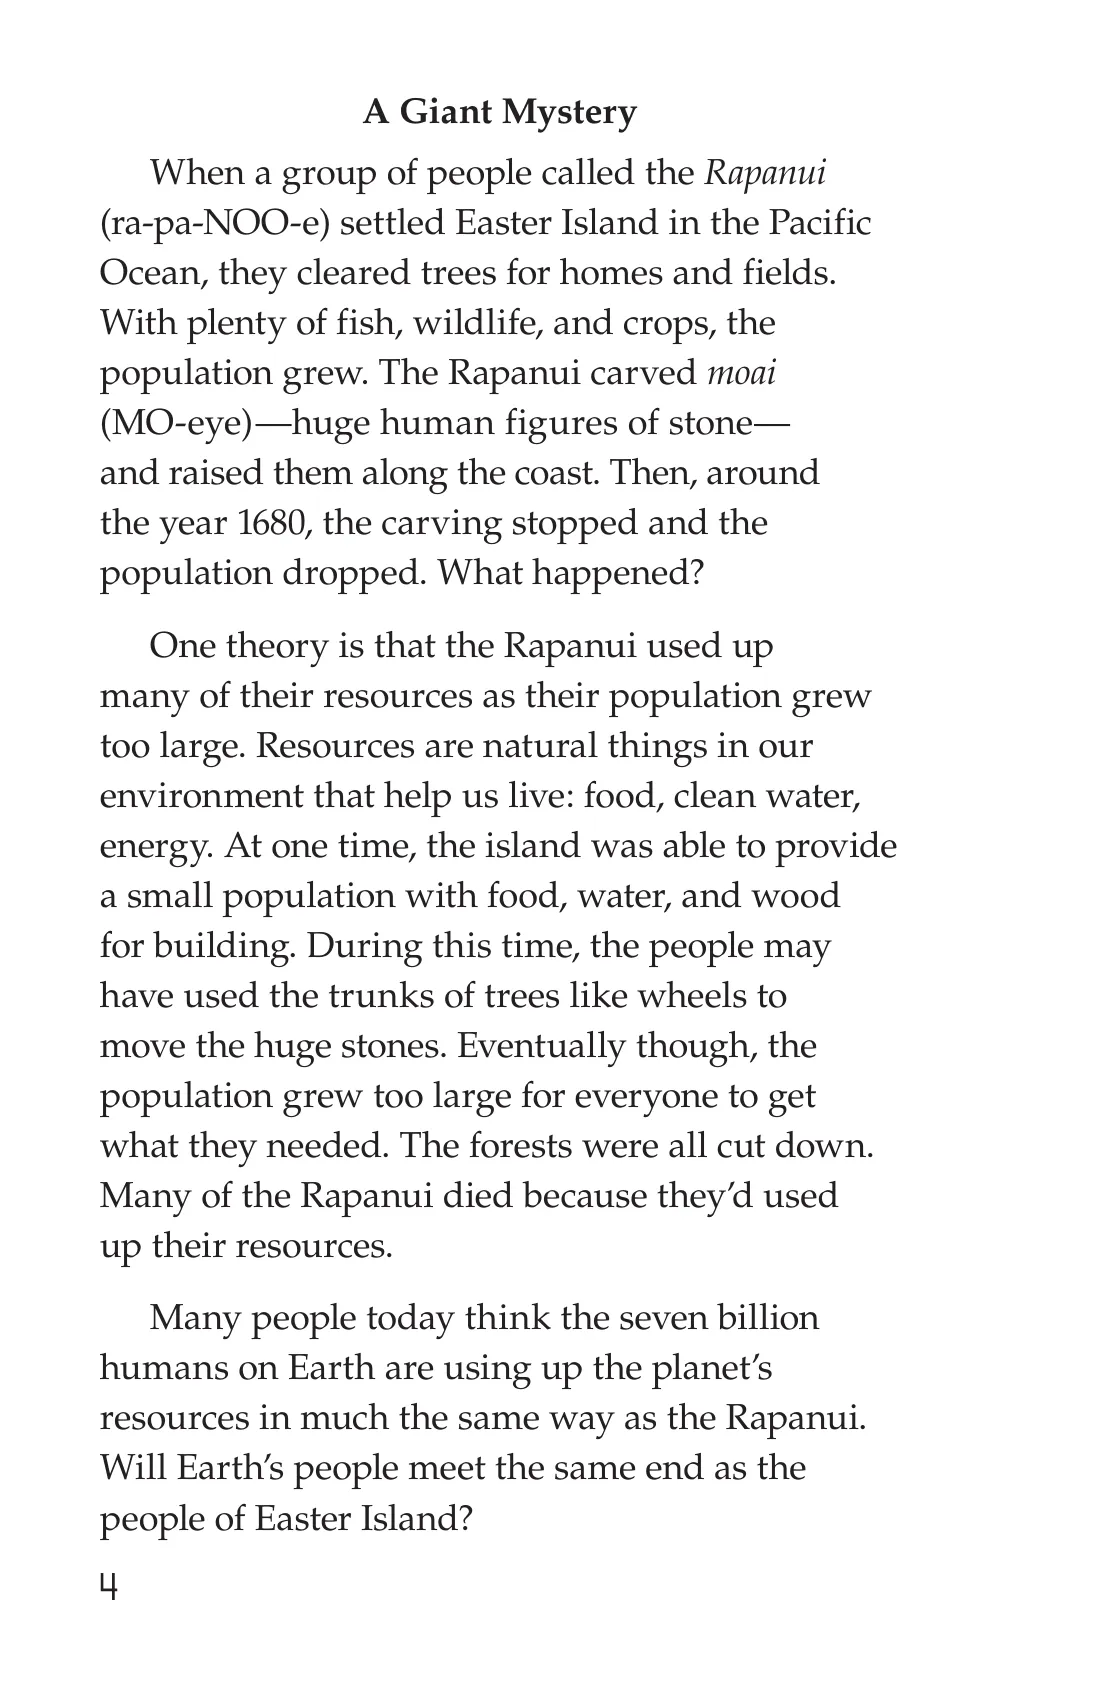 A Giant Mystery
When a group of people called the Rapanui
(ra-pa-NOO-e) settled Easter Island in the Pacific
Ocean, they cleared trees for homes and fields.
With plenty of fish, wildlife, and crops, the
population grew. The Rapanui carved moai
(MO-eye)—huge human figures of stone—
and raised them along the coast. Then, around
the year 1680, the carving stopped and the
population dropped. What happened?
One theory is that the Rapanui used up
many of their resources as their population grew
too large. Resources are natural things in our
environment that help us live: food, clean water,
energy. At one time, the island was able to provide
a small population with food, water, and wood
for building. During this time, the people may
have used the trunks of trees like wheels to
move the huge stones. Eventually though, the
population grew too large for everyone to get
what they needed. The forests were all cut down.
Many of the Rapanui died because they’d used
up their resources.
Many people today think the seven billion
humans on Earth are using up the planet’s
resources in much the same way as the Rapanui.
Will Earth’s people meet the same end as the
people of Easter Island?
4